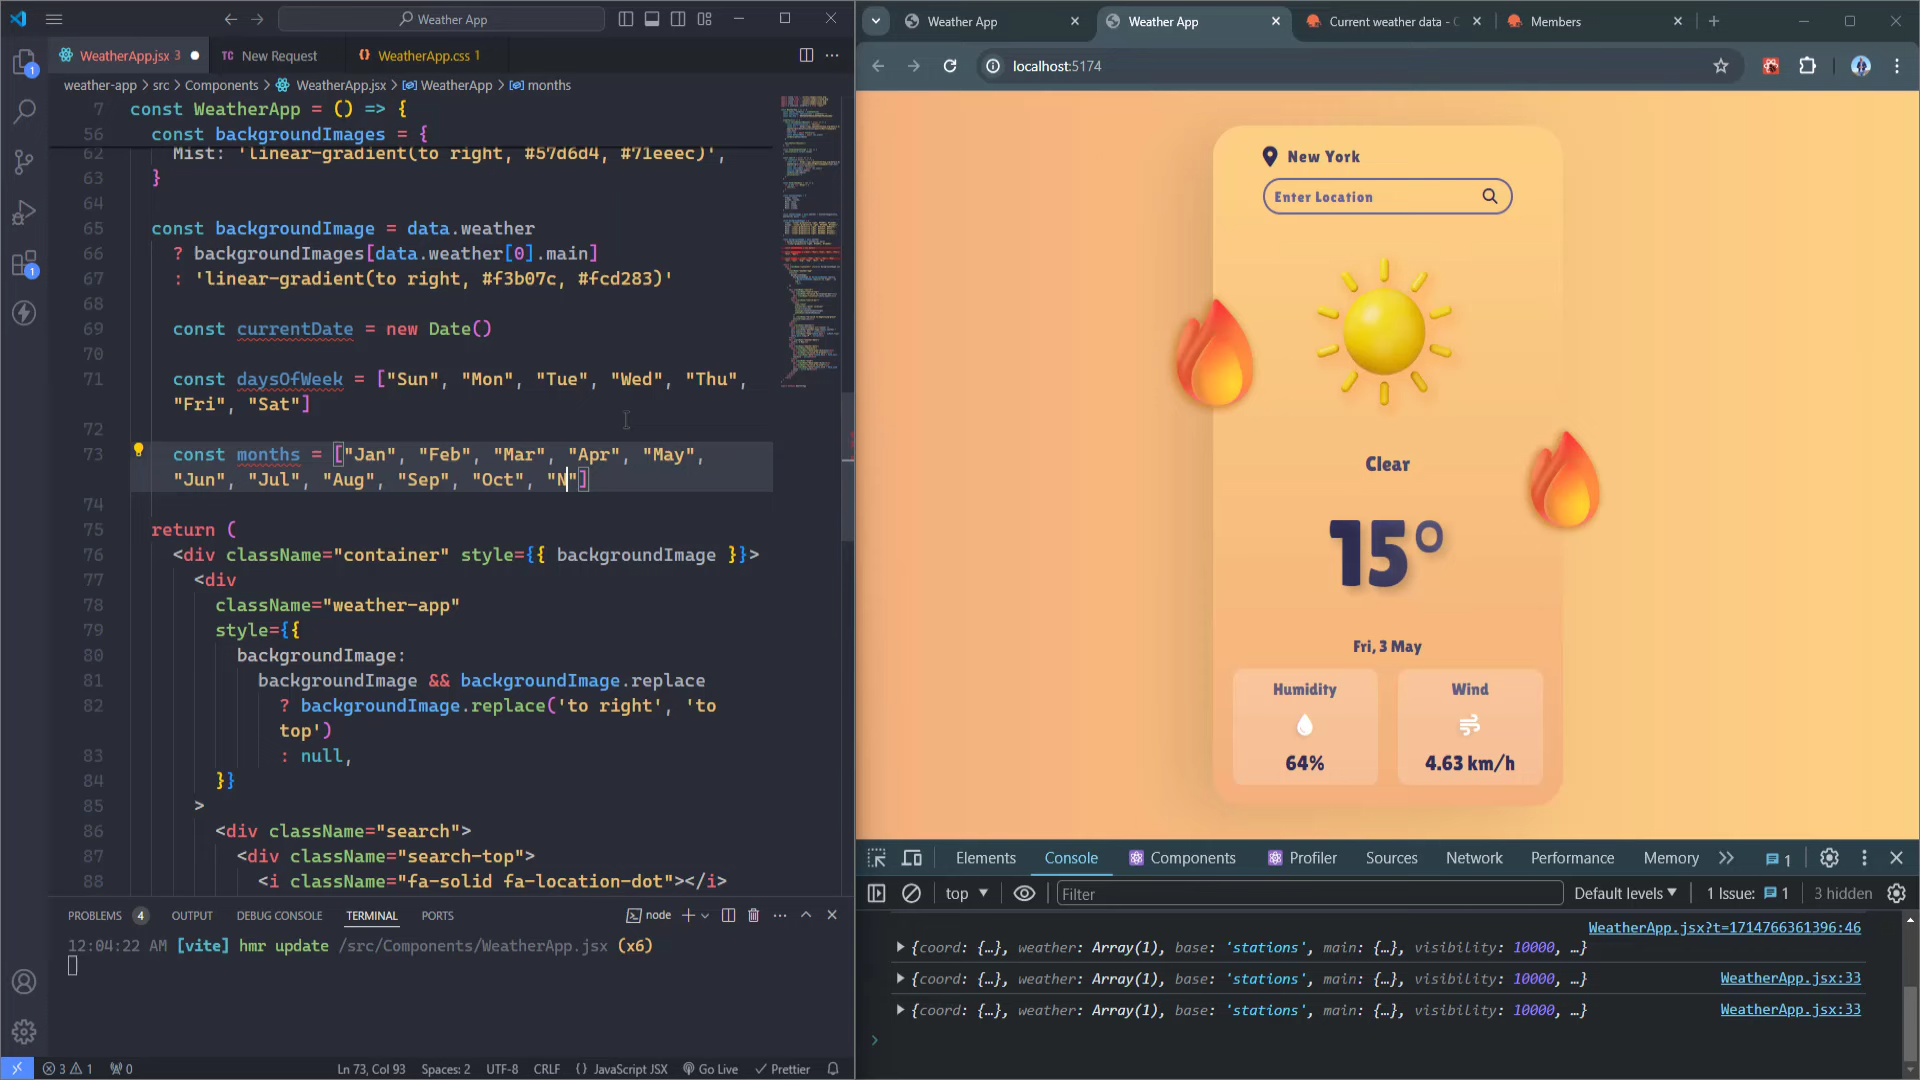 Weather App
WeatherApp.jsx 3
TC New Request
WeatherApp.css 1
weather-app > src > Components > WeatherApp.jsx > WeatherApp > months
7 const WeatherApp = () => {
56 const backgroundImages = {
62 Mist: 'linear-gradient(to right, #57d6d4, #71eeec)',
63 }
64
65 const backgroundImage = data.weather
66 ? backgroundImages[data.weather[0].main]
67 : 'linear-gradient(to right, #f3b07c, #fcd283)'
68
69 const currentDate = new Date()
70
71 const daysOfWeek = ["Sun", "Mon", "Tue", "Wed", "Thu",
"Fri", "Sat"]
72
73 const months = ["Jan", "Feb", "Mar", "Apr", "May",
"Jun", "Jul", "Aug", "Sep", "Oct", "N"]
74
75 return (
76 <div className="container" style={{ backgroundImage }}>
77 <div
78 className="weather-app"
79 style={{
80 backgroundImage:
81 backgroundImage && backgroundImage.replace
82 ? backgroundImage.replace('to right', 'to
top')
83 : null,
84 }}
85 >
86 <div className="search">
87 <div className="search-top">
88 <i className="fa-solid fa-location-dot"></i>
PROBLEMS 4 OUTPUT DEBUG CONSOLE TERMINAL PORTS
node
12:04:22 AM [vite] hmr update /src/Components/WeatherApp.jsx (x6)
1
1
3 1 0
Ln 73, Col 93 Spaces: 2 UTF-8 CRLF { } JavaScript JSX Go Live Prettier
Weather App
Weather App
Current weather data -
Members
localhost:5174
New York
Enter Location
Clear
15°
Fri, 3 May
Humidity
64%
Wind
4.63 km/h
Elements Console Components Profiler Sources Network Performance Memory 1
top Filter Default levels 1 Issue: 1 3 hidden
WeatherApp.jsx?t=1714766361396:46
{coord: {…}, weather: Array(1), base: 'stations', main: {…}, visibility: 10000, …}
{coord: {…}, weather: Array(1), base: 'stations', main: {…}, visibility: 10000, …} WeatherApp.jsx:33
{coord: {…}, weather: Array(1), base: 'stations', main: {…}, visibility: 10000, …} WeatherApp.jsx:33